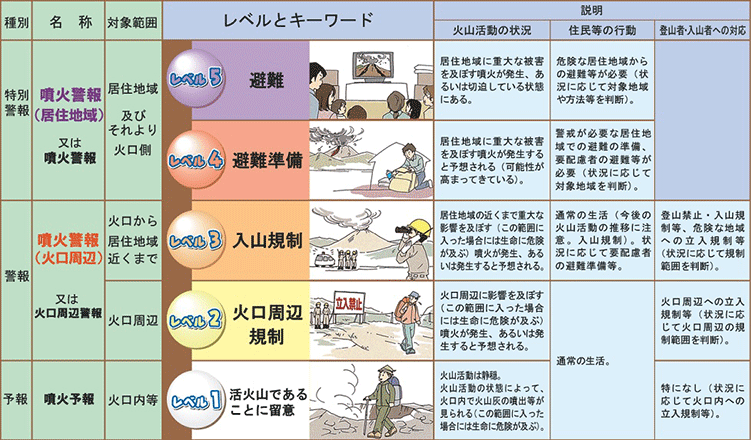 種別
名　称
対象範囲
レベルとキーワード
説明
火山活動の状況
住民等の行動
登山者・入山者への対応
特別
警報
噴火警報
(居住地域)
又は
噴火警報
居住地域
及び
それより
火口側
レベル5
避難
居住地域に重大な被害
を及ぼす噴火が発生、あ
るいは切迫している状態
にある。
危険な居住地域から
の避難等が必要（状
況に応じて対象地域
や方法等を判断）。
レベル4
避難準備
居住地域に重大な被害
を及ぼす噴火が発生する
と予想される（可能性が
高まってきている）。
警戒が必要な居住地
域での避難の準備、
要配慮者の避難等が
必要（状況に応じて
対象地域を判断）。
警報
噴火警報
(火口周辺)
又は
火口周辺警報
火口から
居住地域
近くまで
レベル3
入山規制
居住地域の近くまで重大な
影響を及ぼす（この範囲に
入った場合には生命に危険
が及ぶ）噴火が発生、ある
いは発生すると予想される。
通常の生活（今後の
火山活動の推移に注
意。入山規制）。状
況に応じて要配慮者
の避難準備等。
登山禁止・入山規
制等、危険な地域
への立入規制等
（状況に応じて規制
範囲を判断）。
火口周辺
レベル2
火口周辺
規制
立入禁止
火口周辺に影響を及ぼす
（この範囲に入った場合
には生命に危険が及ぶ）
噴火が発生、あるいは発
生すると予想される。
通常の生活。
火口周辺への立入
規制等（状況に応
じて火口周辺の規
制範囲を判断）。
予報
噴火予報
火口内等
レベル1
活火山である
ことに留意
火山活動は静穏。
火山活動の状態によって、
火口内で火山灰の噴出等が
見られる（この範囲に入った
場合には生命に危険が及ぶ）。
特になし（状況に
応じて火口内への
立入規制等）。